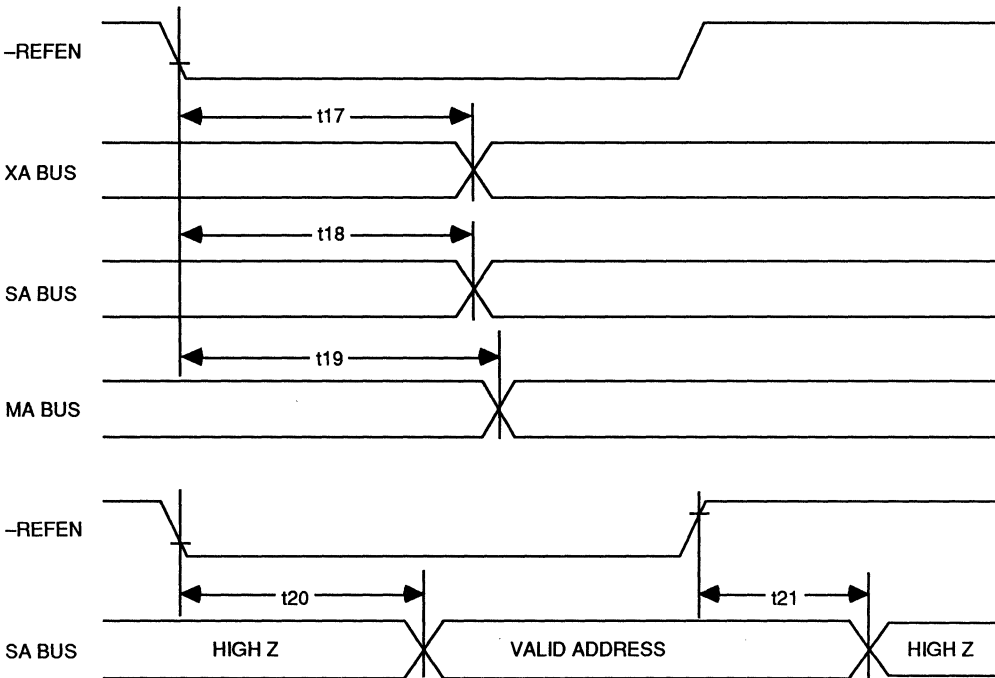 –REFEN
t17
XA BUS
t18
SA BUS
t19
MA BUS
–REFEN
t20
t21
SA BUS
HIGH Z
VALID ADDRESS
HIGH Z